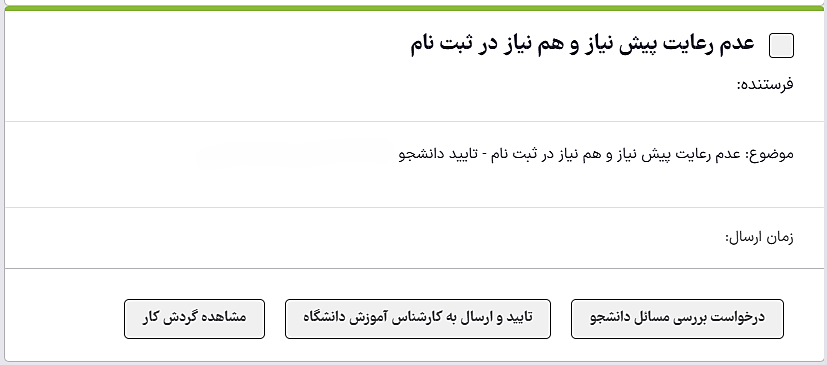 عدم رعایت پیش نیاز و هم نیاز در ثبت نام
فرستنده:
موضوع: عدم رعایت پیش نیاز و هم نیاز در ثبت نام - تایید دانشجو
زمان ارسال:
درخواست بررسی مسائل دانشجو
تایید و ارسال به کارشناس آموزش دانشگاه
مشاهده گردش کار